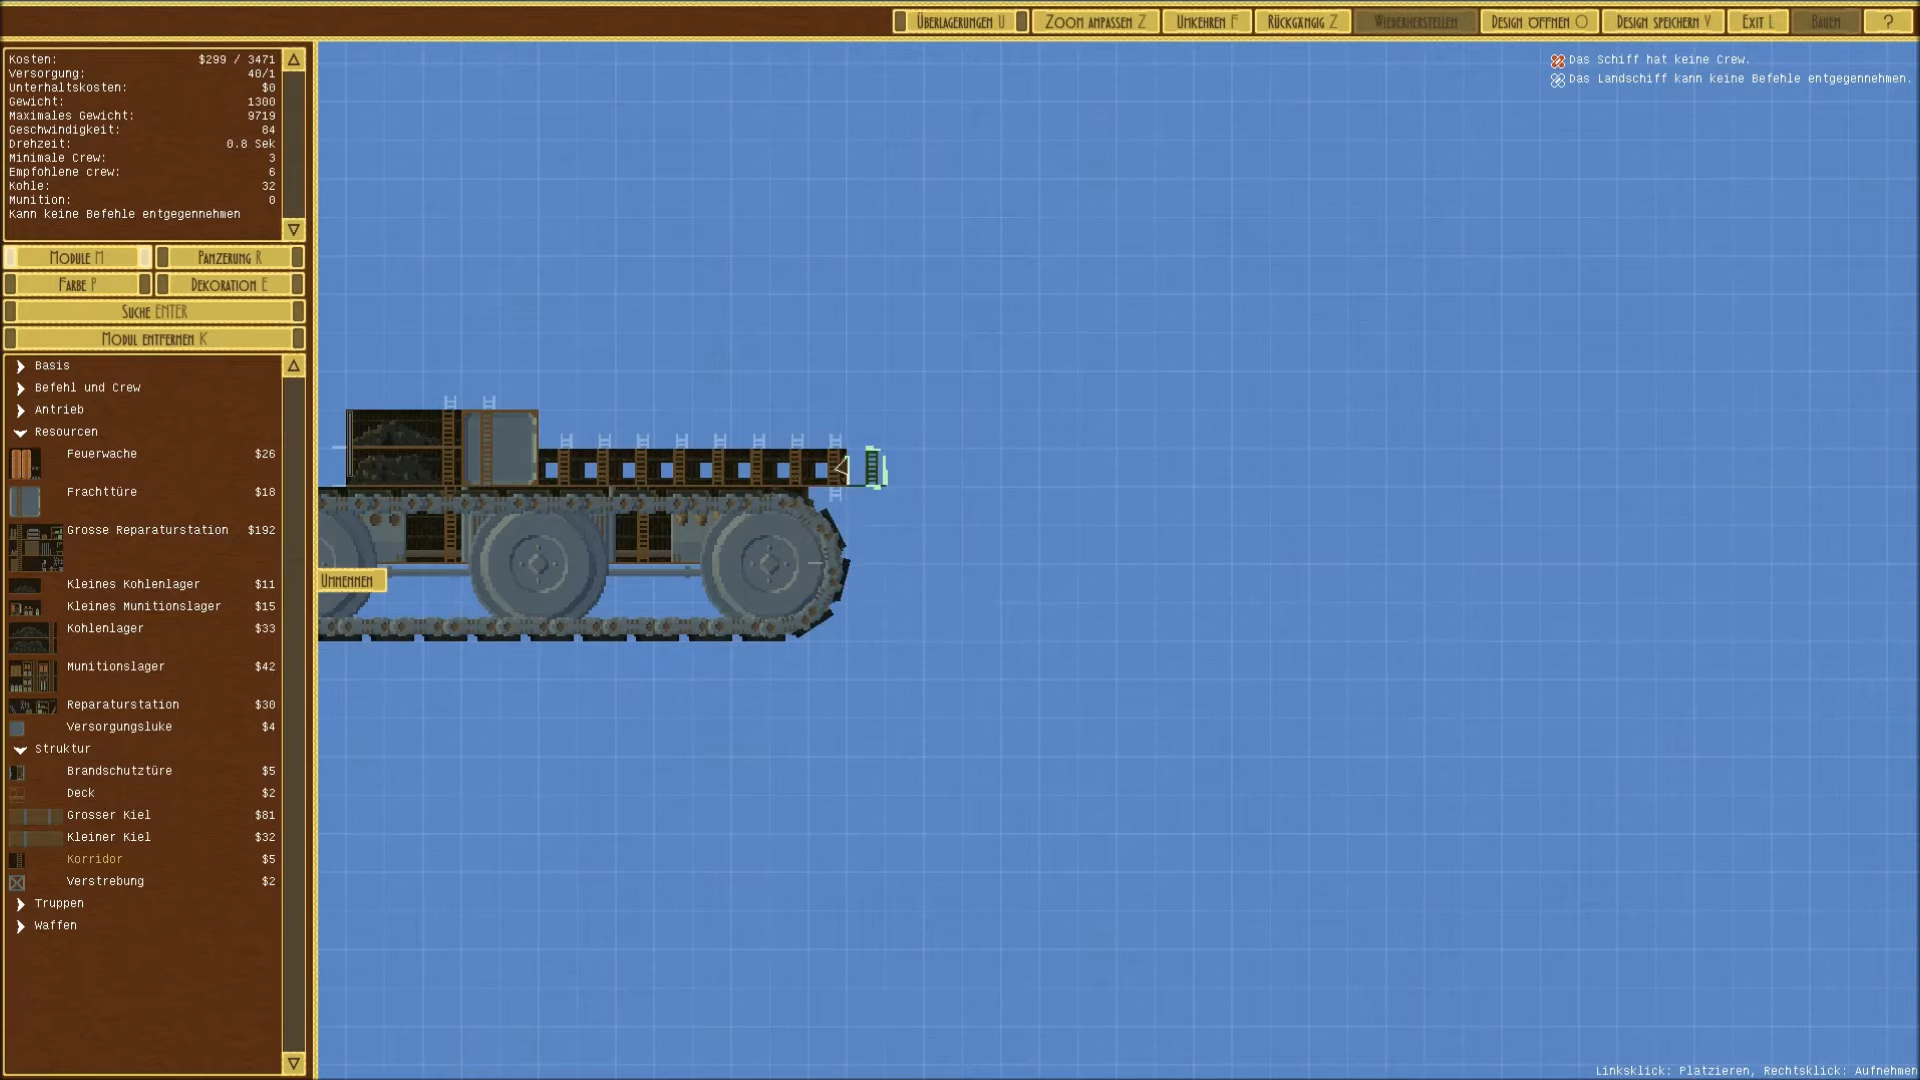 ÜBERLAGERUNGEN U
ZOOM ANPASSEN Z
UMKEHREN F
RÜCKGÄNGIG Z
WIEDERHERSTELLEN
DESIGN ÖFFNEN O
DESIGN SPEICHERN V
EXIT L
BAUEN
?
Kosten: $299 / 3471
Versorgung: 40/1
Unterhaltskosten: $0
Gewicht: 1300
Maximales Gewicht: 9719
Geschwindigkeit: 84
Drehzeit: 0.8 Sek
Minimale Crew: 3
Empfohlene crew: 6
Kohle: 32
Munition: 0
Kann keine Befehle entgegennehmen
Das Schiff hat keine Crew.
Das Landschiff kann keine Befehle entgegennehmen.
MODULE M
PANZERUNG R
FARBE P
DEKORATION E
SUCHE ENTER
MODUL ENTFERNEN K
Basis
Befehl und Crew
Antrieb
Resourcen
Feuerwache $26
Frachttüre $18
Grosse Reparaturstation $192
Kleines Kohlenlager $11
Kleines Munitionslager $15
Kohlenlager $33
Munitionslager $42
Reparaturstation $30
Versorgungsluke $4
Struktur
Brandschutztüre $5
Deck $2
Grosser Kiel $81
Kleiner Kiel $32
Korridor $5
Verstrebung $2
Truppen
Waffen
UMNENNEN
Linksklick: Platzieren, Rechtsklick: Aufnehmen